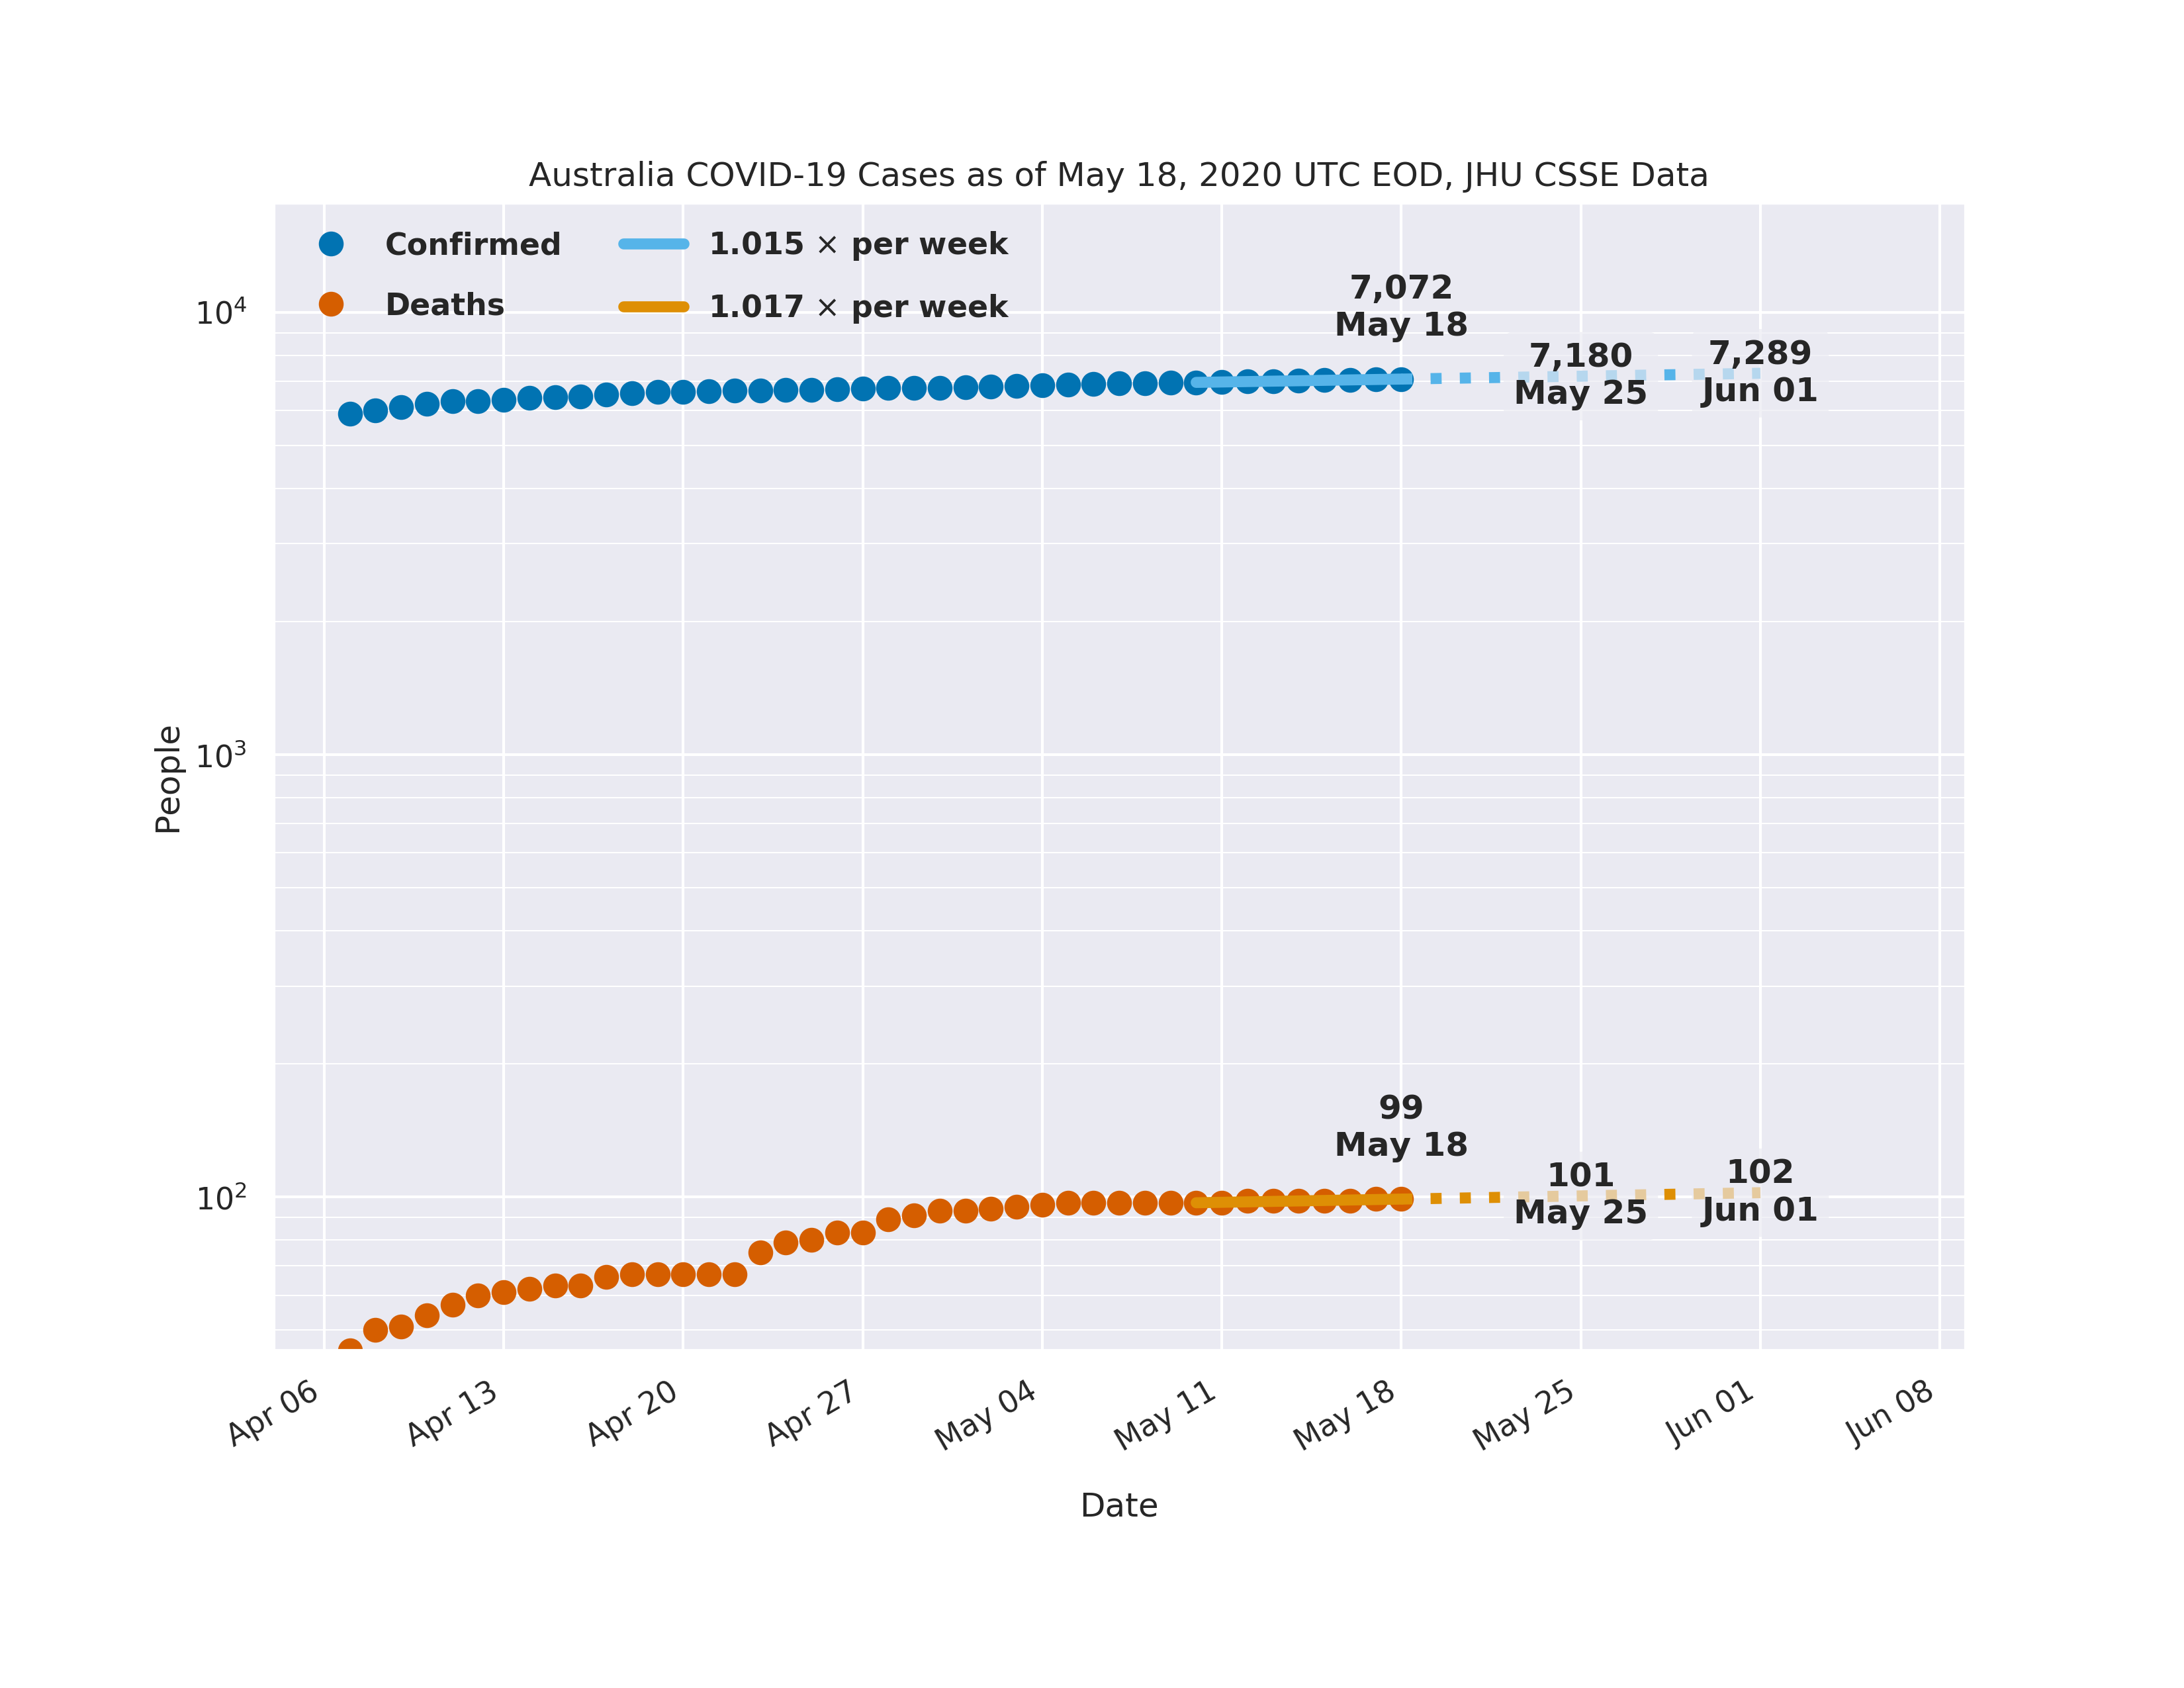 Australia COVID-19 Cases as of May 18, 2020 UTC EOD, JHU CSSE Data
Confirmed
Deaths
1.015 × per week
1.017 × per week
7,072
May 18
7,180
May 25
7,289
Jun 01
99
May 18
101
May 25
102
Jun 01
10⁴
10³
10²
People
Apr 06
Apr 13
Apr 20
Apr 27
May 04
May 11
May 18
May 25
Jun 01
Jun 08
Date